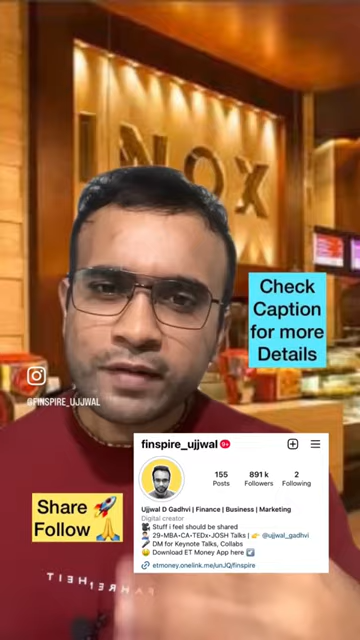 INOX
Check
Caption
for more
Details
@FINSPIRE_UJJWAL
finspire_ujjwal 9+
155
891 k
2
Posts
Followers
Following
Ujjwal D Gadhvi | Finance | Business | Marketing
Digital creator
Stuff i feel should be shared
29-MBA-CA-TEDx-JOSH Talks | 👉 @ujjwal_gadhvi
DM for Keynote Talks, Collabs
Download ET Money App here ↙️
etmoney.onelink.me/unJQ/finspire
Share 🚀
Follow 🙏
FAHRENHEIT